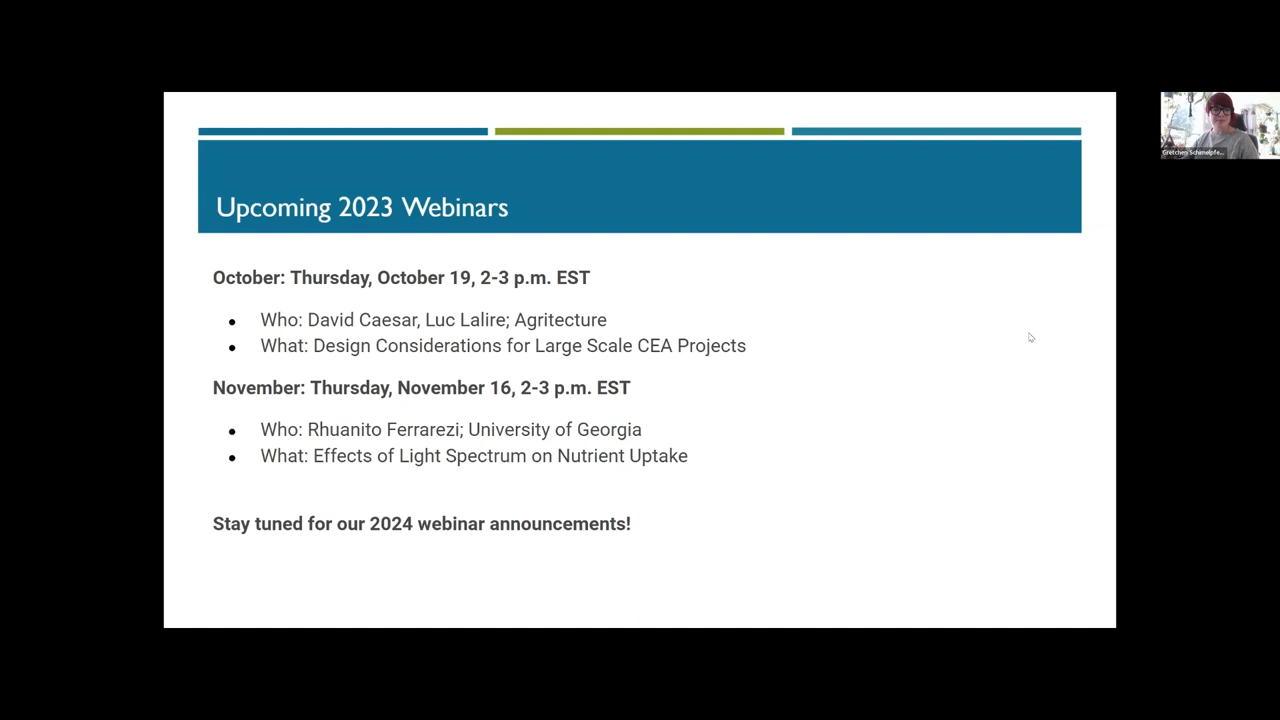 Upcoming 2023 Webinars
October: Thursday, October 19, 2-3 p.m. EST
● Who: David Caesar, Luc Lalire; Agritecture
● What: Design Considerations for Large Scale CEA Projects
November: Thursday, November 16, 2-3 p.m. EST
● Who: Rhuanito Ferrarezi; University of Georgia
● What: Effects of Light Spectrum on Nutrient Uptake
Stay tuned for our 2024 webinar announcements!
Gretchen Schimelpfe...